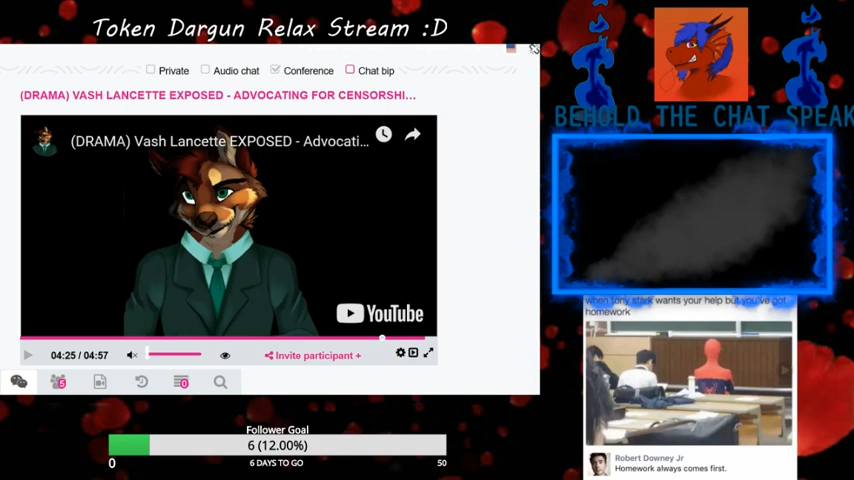 Token Dargun Relax Stream :D
Private
Audio chat
Conference
Chat bip
(DRAMA) VASH LANCETTE EXPOSED - ADVOCATING FOR CENSORSHI...
(DRAMA) Vash Lancette EXPOSED - Advocati...
YouTube
04:25 / 04:57
Invite participant +
5
0
Follower Goal
6 (12.00%)
0
6 DAYS TO GO
50
BEHOLD THE CHAT SPEAK
when tony stark wants your help but you've got
homework
Robert Downey Jr
Homework always comes first.